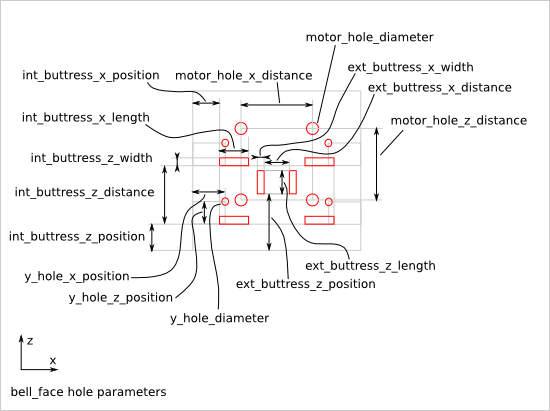 motor_hole_diameter
int_buttress_x_position
motor_hole_x_distance
ext_buttress_x_width
ext_buttress_x_distance
int_buttress_x_length
motor_hole_z_distance
int_buttress_z_width
int_buttress_z_distance
int_buttress_z_position
ext_buttress_z_length
y_hole_x_position
ext_buttress_z_position
y_hole_z_position
y_hole_diameter
z
x
bell_face hole parameters